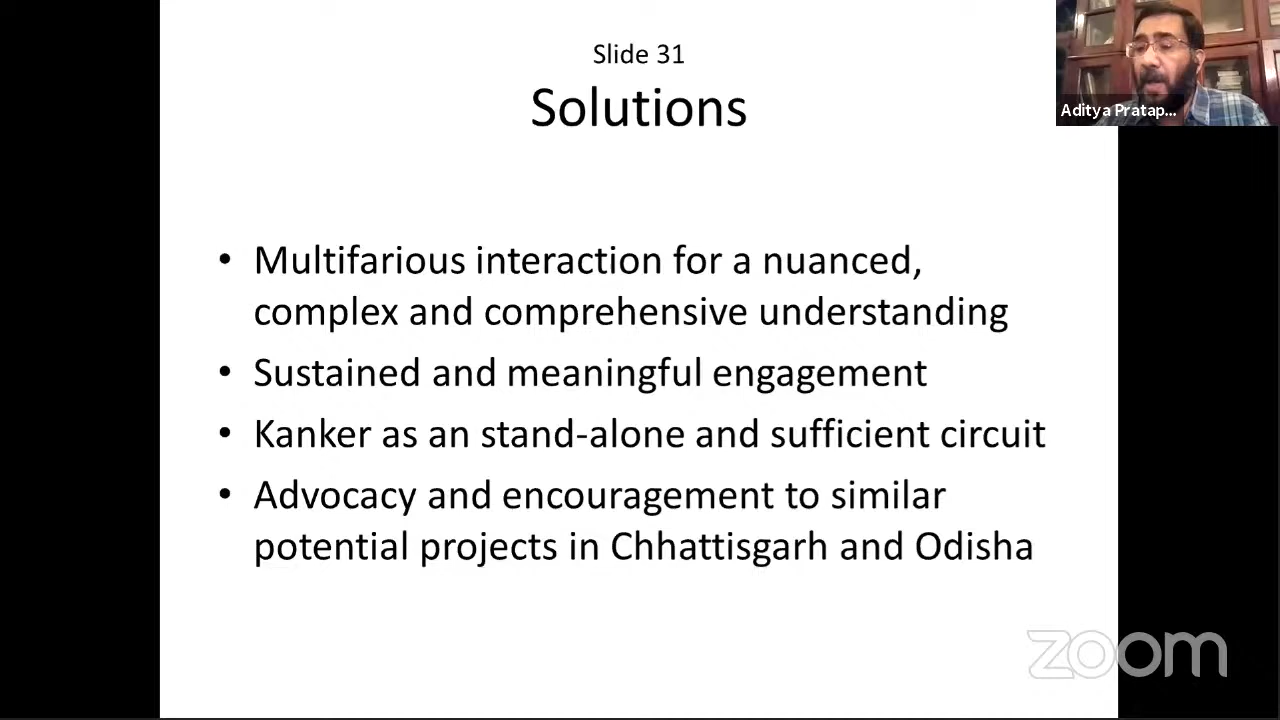 Slide 31
Solutions
Aditya Pratap...
• Multifarious interaction for a nuanced,
complex and comprehensive understanding
• Sustained and meaningful engagement
• Kanker as an stand-alone and sufficient circuit
• Advocacy and encouragement to similar
potential projects in Chhattisgarh and Odisha
zoom